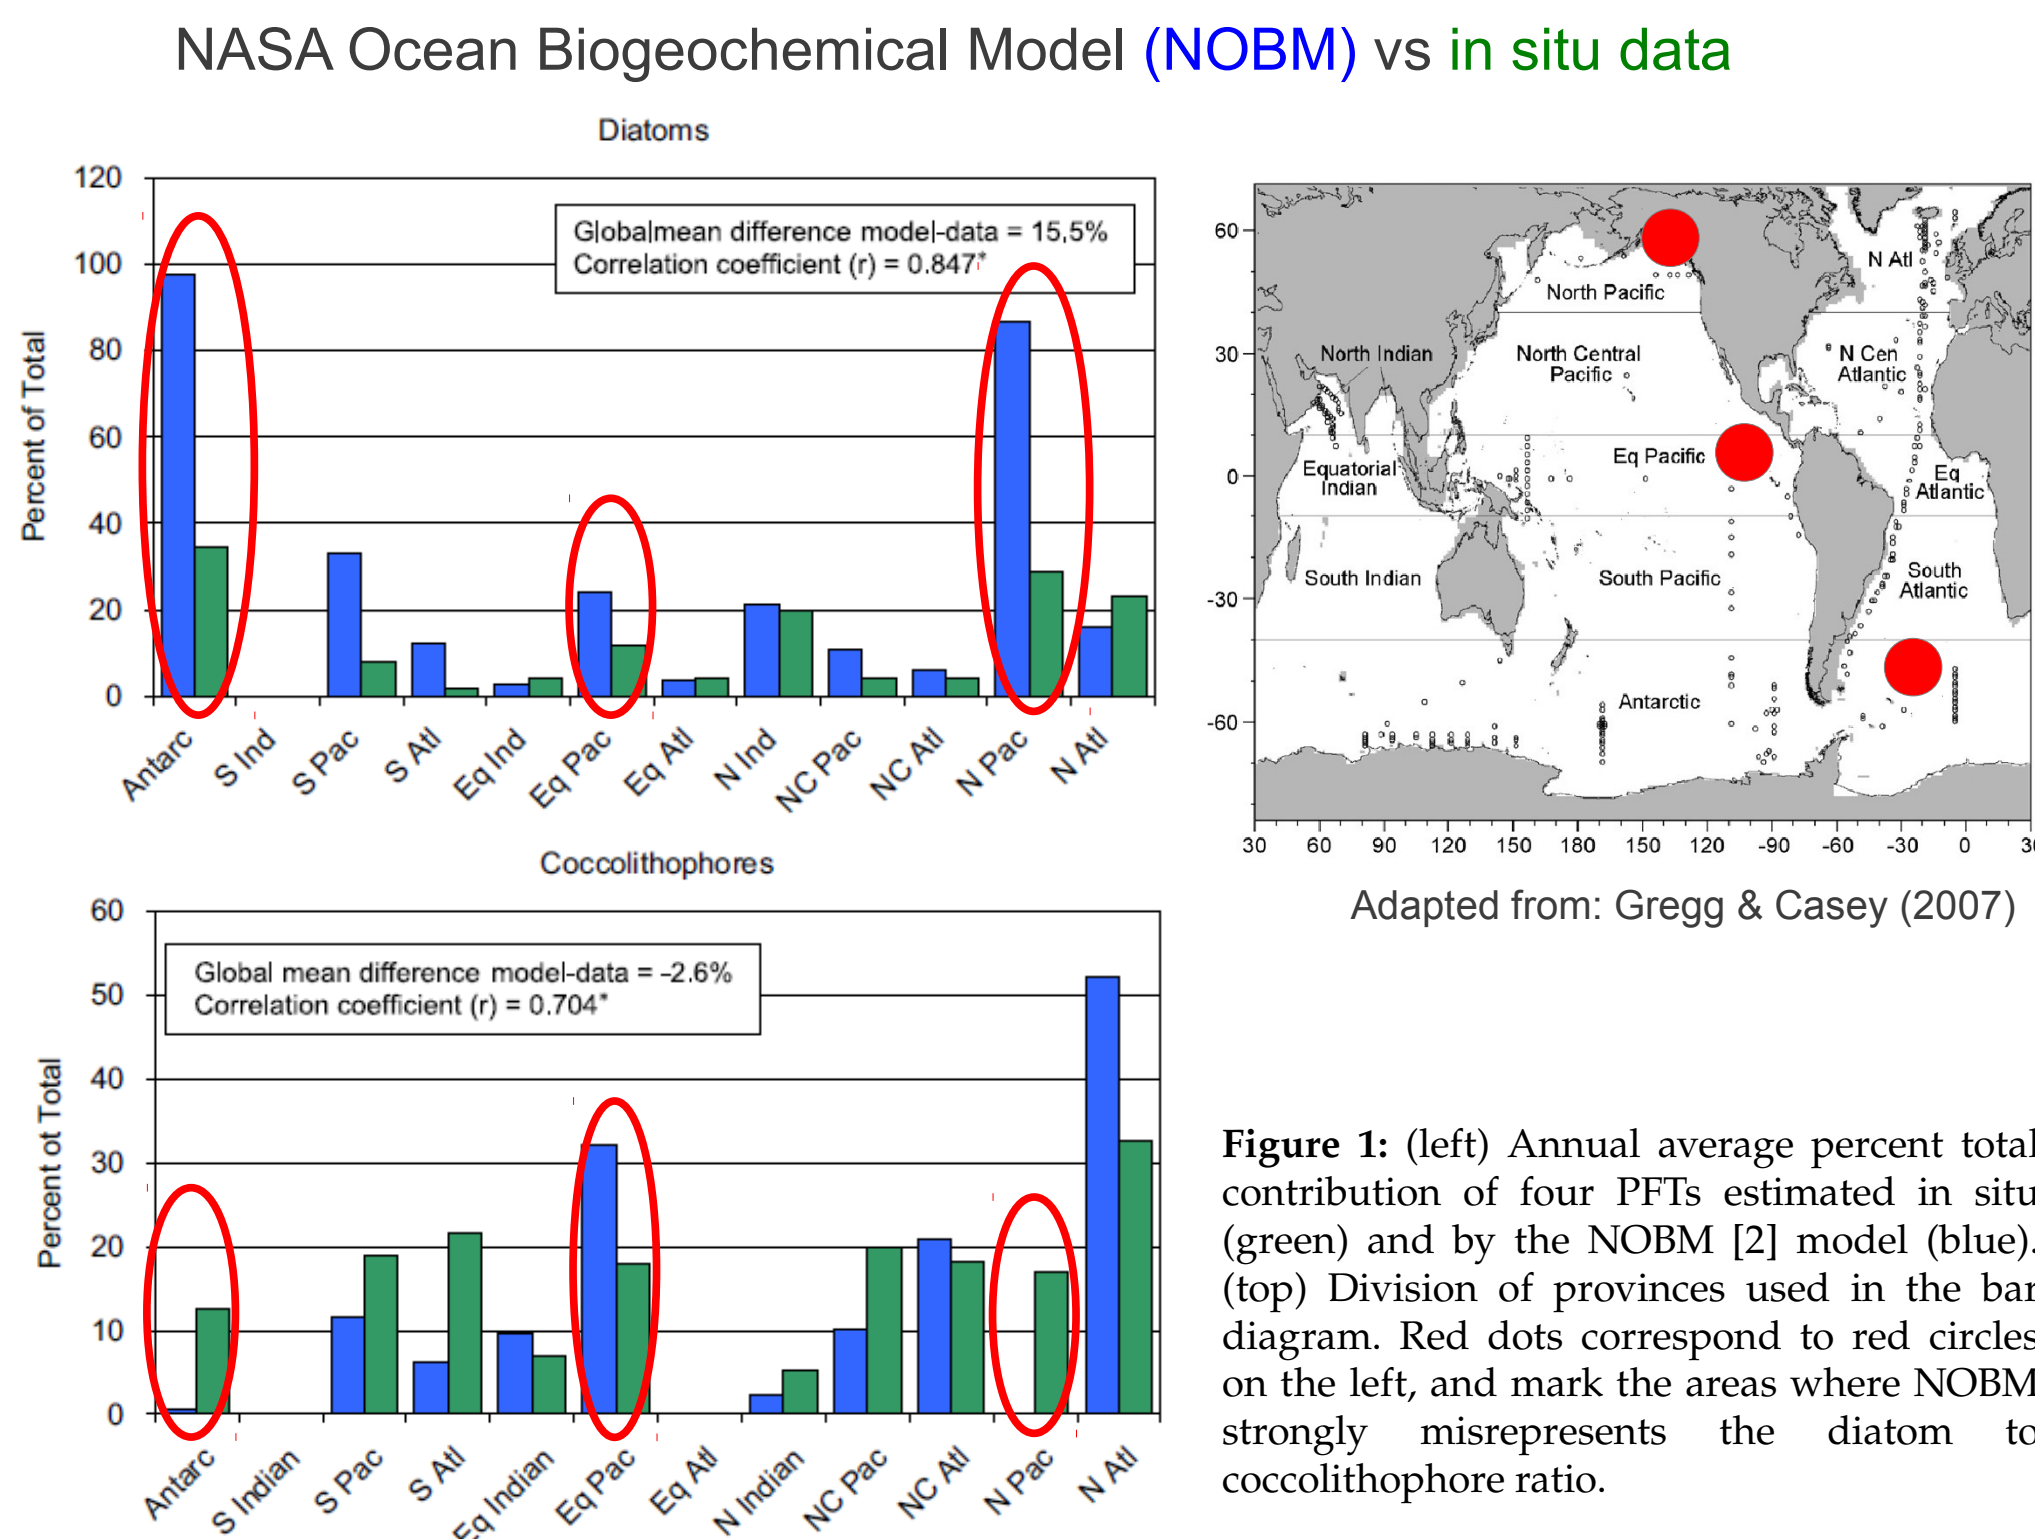 NASA Ocean Biogeochemical Model (NOBM) vs in situ data
Diatoms
Percent of Total
120
100
80
60
40
20
0
Globalmean difference model-data = 15,5%
Correlation coefficient (r) = 0.847*
Antarc
S Ind
S Pac
S Atl
Eq Ind
Eq Pac
Eq Atl
N Ind
NC Pac
NC Atl
N Pac
N Atl
60
30
0
-30
-60
N Atl
North Pacific
North Indian
North Central
Pacific
N Cen
Atlantic
Equatorial
Indian
Eq Pacific
Eq
Atlantic
South Indian
South Pacific
South
Atlantic
Antarctic
30
60
90
120
150
180
150
120
-90
-60
-30
0
Adapted from: Gregg & Casey (2007)
Coccolithophores
Percent ot Total
60
50
40
30
20
10
0
Global mean difference model-data = -2.6%
Correlation coefficient (r) = 0.704*
Antarc
S Indian
S Pac
S Atl
Eq Indian
Eq Pac
Eq Atl
N Indian
NC Pac
NC Atl
N Pac
N Atl
Figure 1: (left) Annual average percent total
contribution of four PFTs estimated in situ
(green) and by the NOBM [2] model (blue).
(top) Division of provinces used in the bar
diagram. Red dots correspond to red circles
on the left, and mark the areas where NOBM
strongly misrepresents the diatom to
coccolithophore ratio.